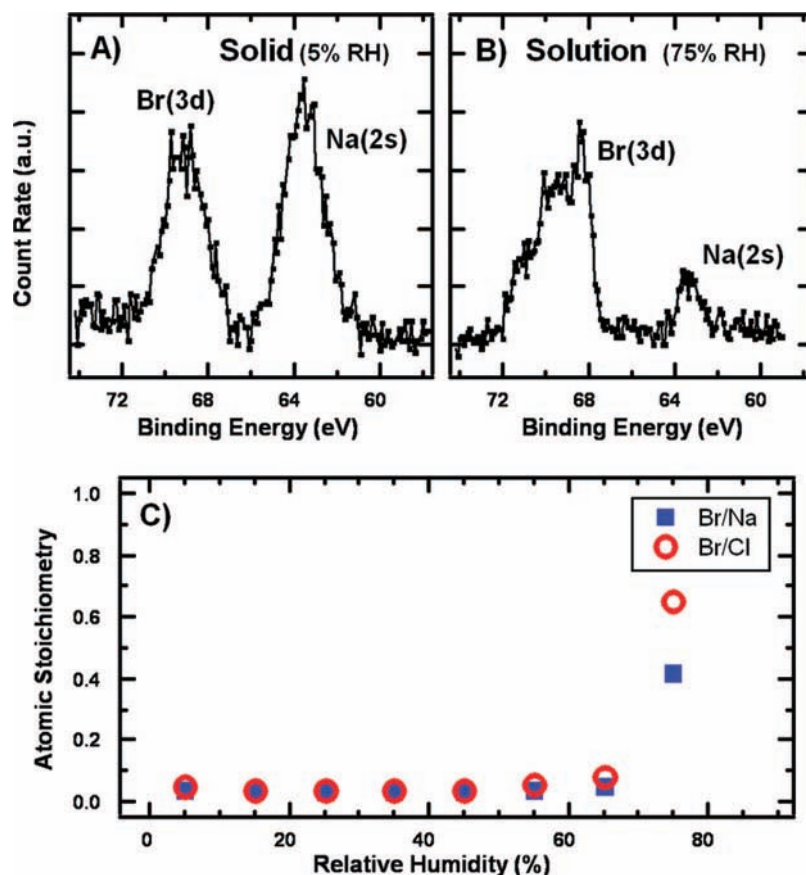 A) Solid (5% RH)
Br(3d)
Na(2s)
Count Rate (a.u.)
72 68 64 60
Binding Energy (eV)
B) Solution (75% RH)
Br(3d)
Na(2s)
72 68 64 60
Binding Energy (eV)
C)
Br/Na
Br/Cl
Atomic Stoichiometry
1.0
0.8
0.6
0.4
0.2
0.0
0 20 40 60 80
Relative Humidity (%)